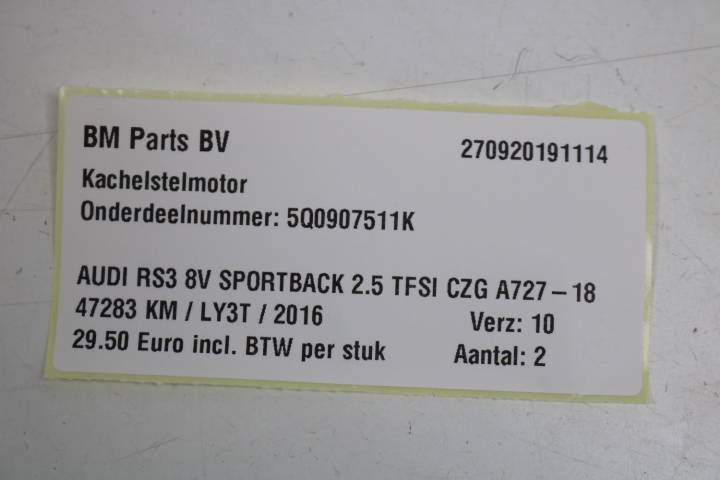 BM Parts BV 270920191114
Kachelstelmotor
Onderdeelnummer: 5Q0907511K
AUDI RS3 8V SPORTBACK 2.5 TFSI CZG A727-18
47283 KM / LY3T / 2016 Verz: 10
29.50 Euro incl. BTW per stuk Aantal: 2